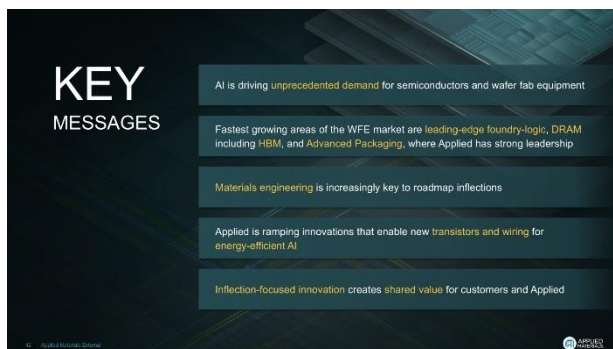 KEY
MESSAGES
AI is driving unprecedented demand for semiconductors and wafer fab equipment
Fastest growing areas of the WFE market are leading-edge foundry-logic, DRAM
including HBM, and Advanced Packaging, where Applied has strong leadership
Materials engineering is increasingly key to roadmap inflections
Applied is ramping innovations that enable new transistors and wiring for
energy-efficient AI
Inflection-focused innovation creates shared value for customers and Applied
Applied Materials External
APPLIED
MATERIALS